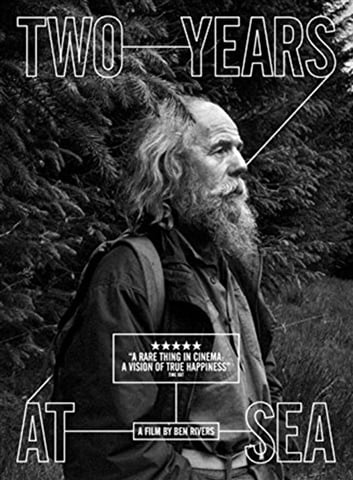 TWO YEARS
★★★★★
"A RARE THING IN CINEMA:
A VISION OF TRUE HAPPINESS"
TIME OUT
AT SEA
A FILM BY BEN RIVERS